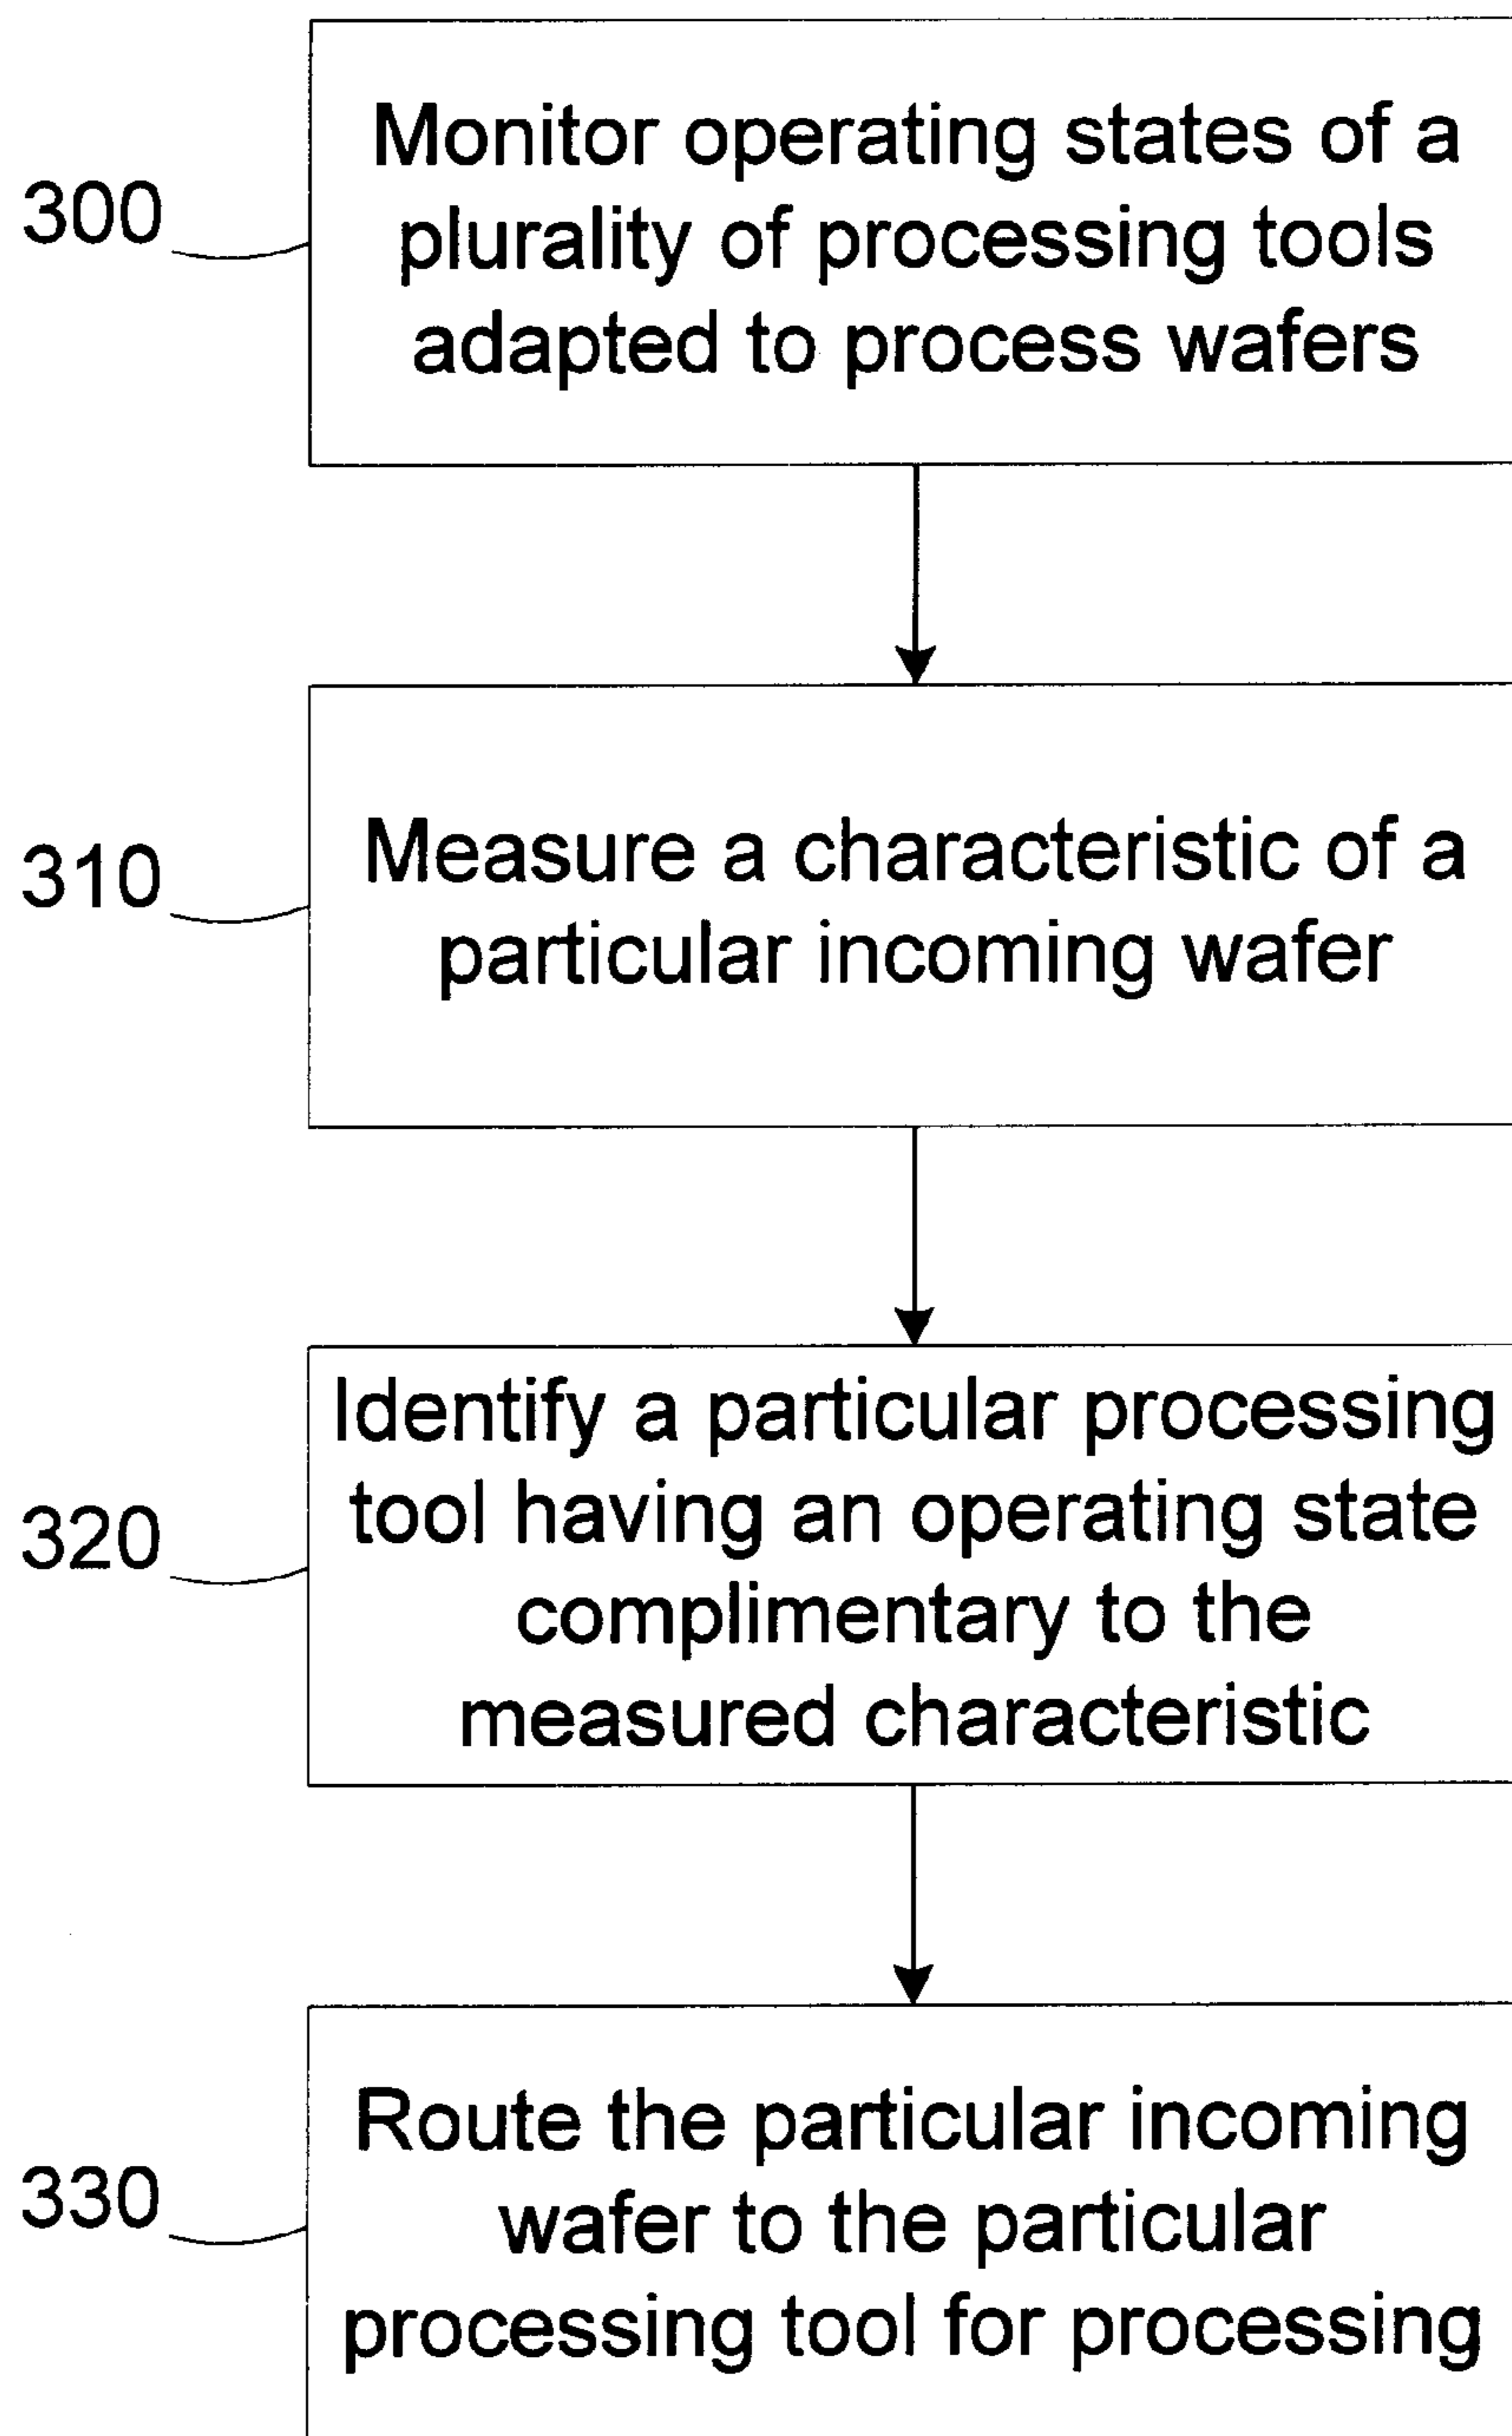 Monitor operating states of a
300
plurality of processing tools
adapted to process wafers
Measure a characteristic of a
310
particular incoming wafer
Identify a particular processing
tool having an operating state
320
complimentary to the
measured characteristic
Route the particular incoming
330
wafer to the particular
processing tool for processing